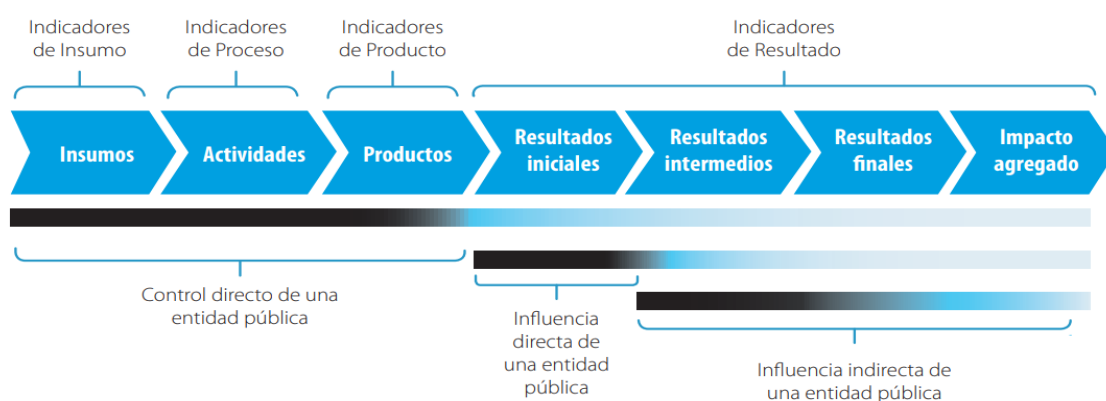 Indicadores
de Insumo
Indicadores
de Proceso
Indicadores
de Producto
Indicadores
de Resultado
Insumos
Actividades
Productos
Resultados
iniciales
Resultados
intermedios
Resultados
finales
Impacto
agregado
Control directo de una
entidad pública
Influencia
directa de
una entidad
pública
Influencia indirecta de
una entidad pública